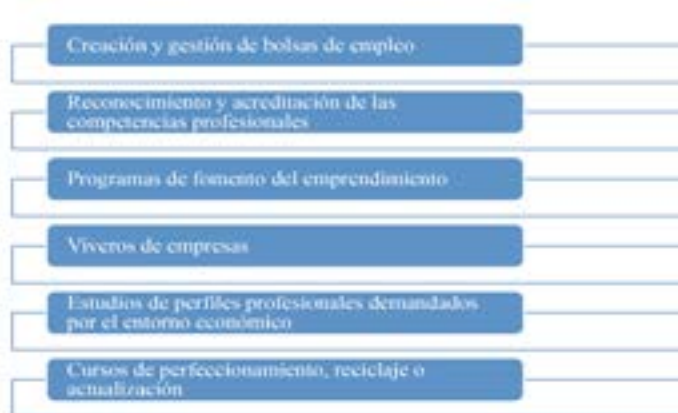 Creación y gestión de bolsas de empleo
Reconocimiento y acreditación de las
competencias profesionales
Programas de fomento del emprendimiento
Viveros de empresas
Estudios de perfiles profesionales demandados
por el entorno económico
Cursos de perfeccionamiento, reciclaje o
actualización